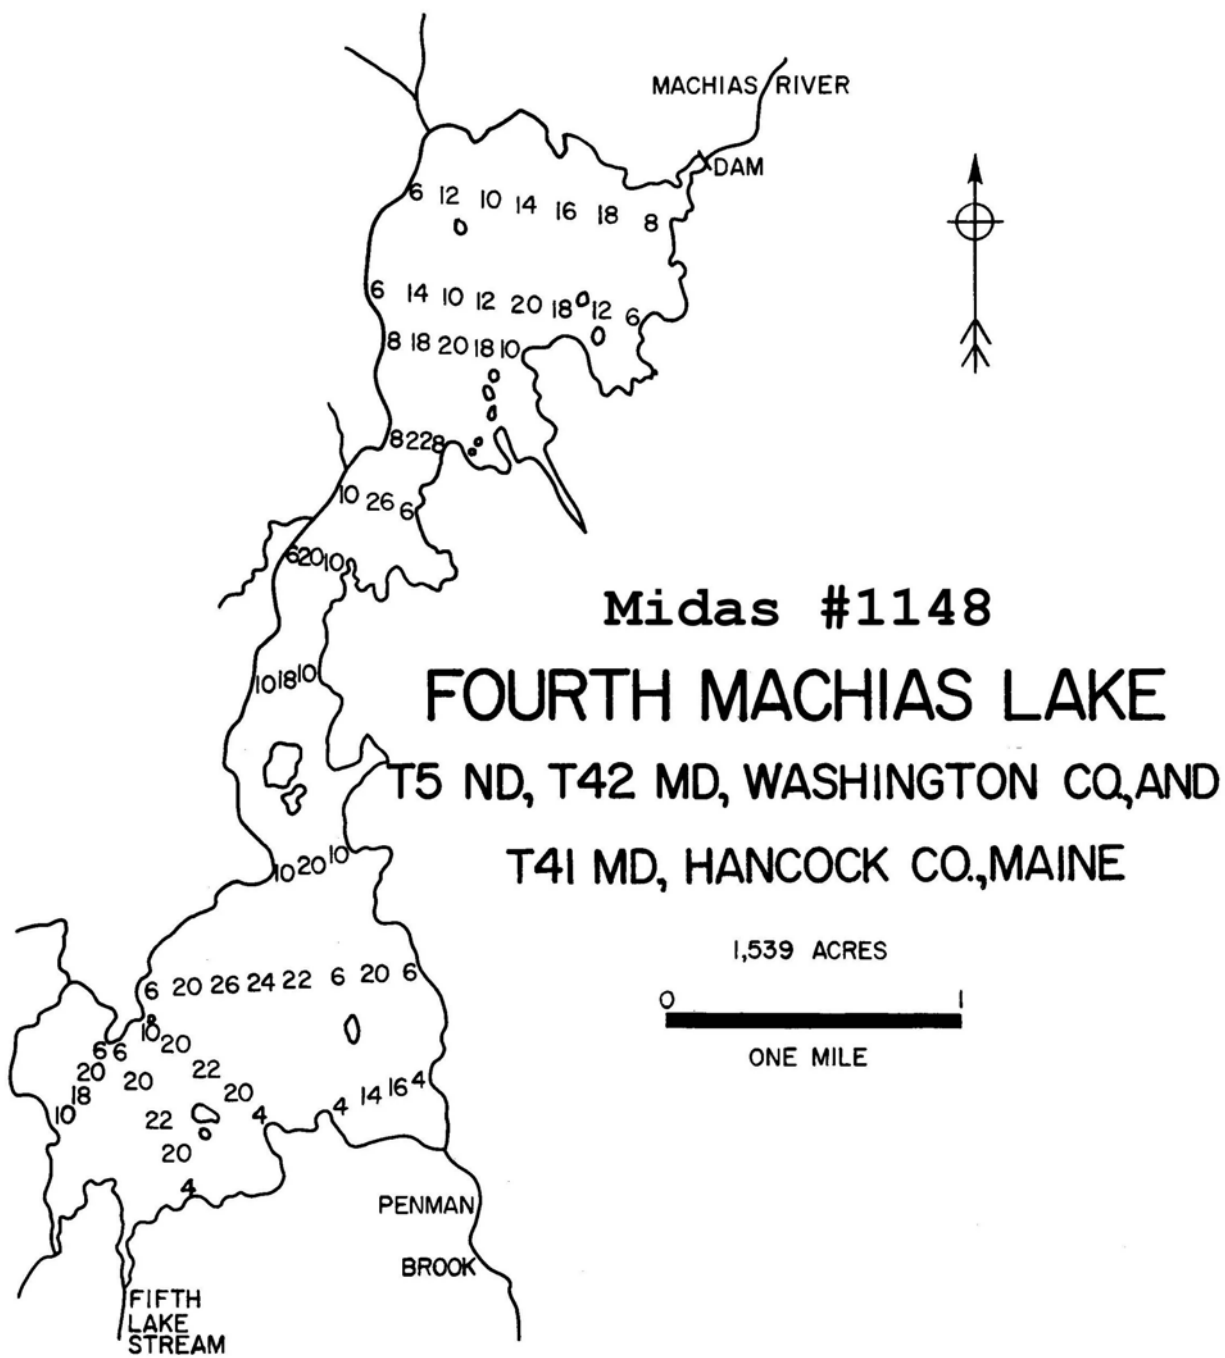 MACHIAS RIVER
DAM
6 12 10 14 16 18 8
6 14 10 12 20 18 12 6
8 18 20 18 10
8 22 8
10 26 6
6 20 10
Midas #1148
10 18 10
FOURTH MACHIAS LAKE
T5 ND, T42 MD, WASHINGTON CO., AND
10 20 10
T41 MD, HANCOCK CO., MAINE
1,539 ACRES
6 20 26 24 22 6 20 6
0 1
10 20
6 6
ONE MILE
20 20 22
18 20
10 22 4
4 14 16 4
20
4
PENMAN
BROOK
FIFTH
LAKE
STREAM